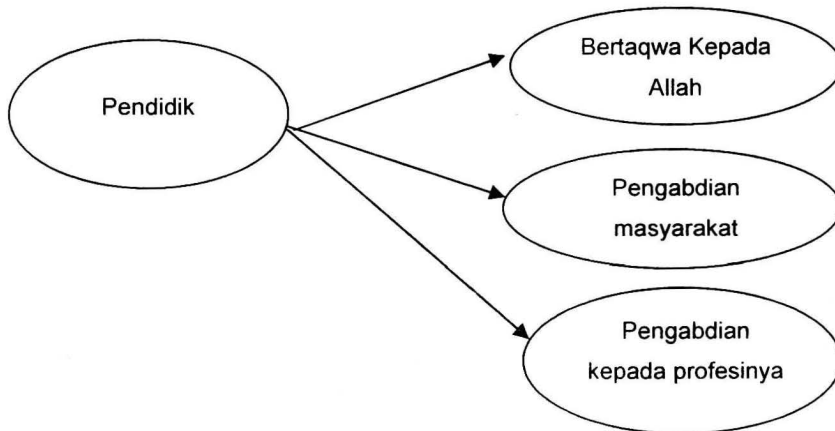 Pendidik
Bertaqwa Kepada
Allah
Pengabdian
masyarakat
Pengabdian
kepada profesinya